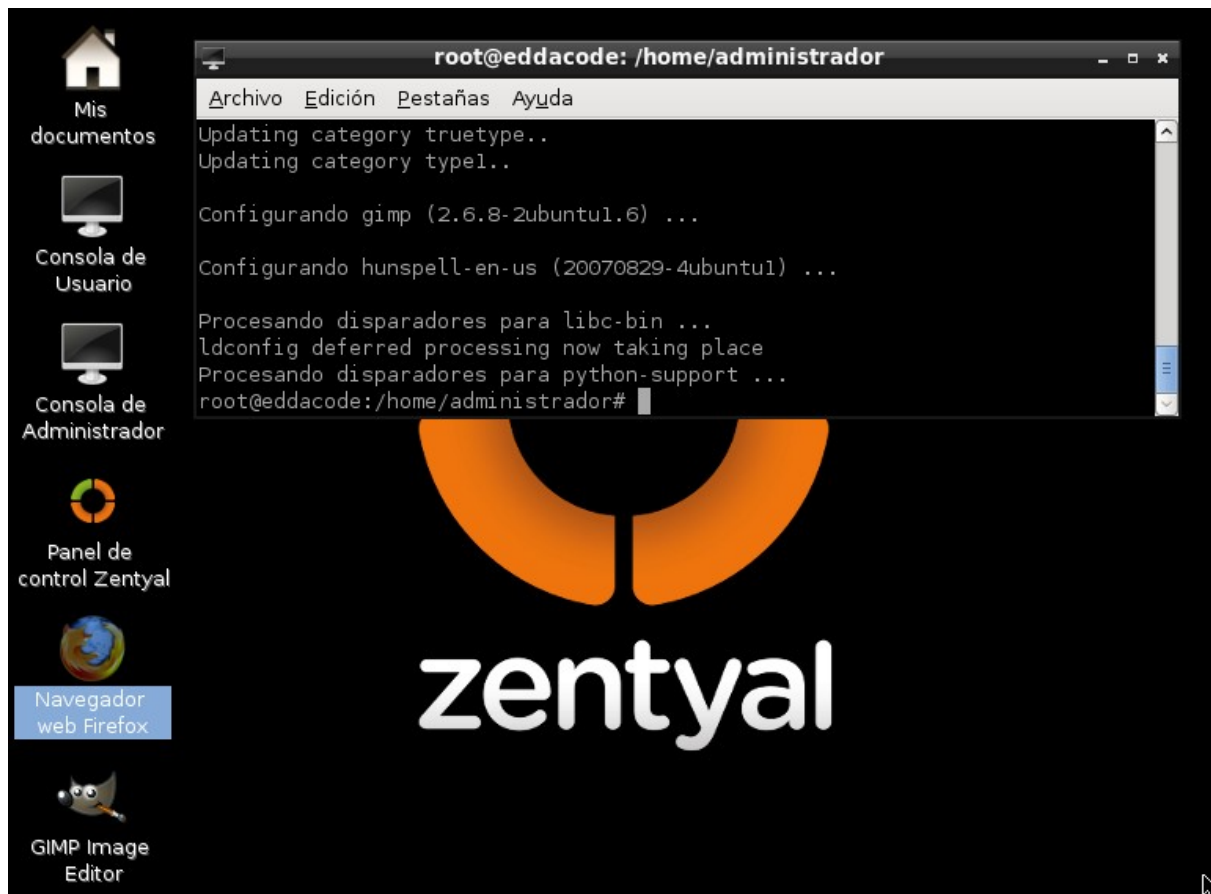 Mis
documentos
Consola de
Usuario
Consola de
Administrador
Panel de
control Zentyal
Navegador
web Firefox
GIMP Image
Editor
root@eddacode: /home/administrador
Archivo Edición Pestañas Ayuda
Updating category truetype..
Updating category type1..
Configurando gimp (2.6.8-2ubuntu1.6) ...
Configurando hunspell-en-us (20070829-4ubuntu1) ...
Procesando disparadores para libc-bin ...
ldconfig deferred processing now taking place
Procesando disparadores para python-support ...
root@eddacode:/home/administrador#
zentyal